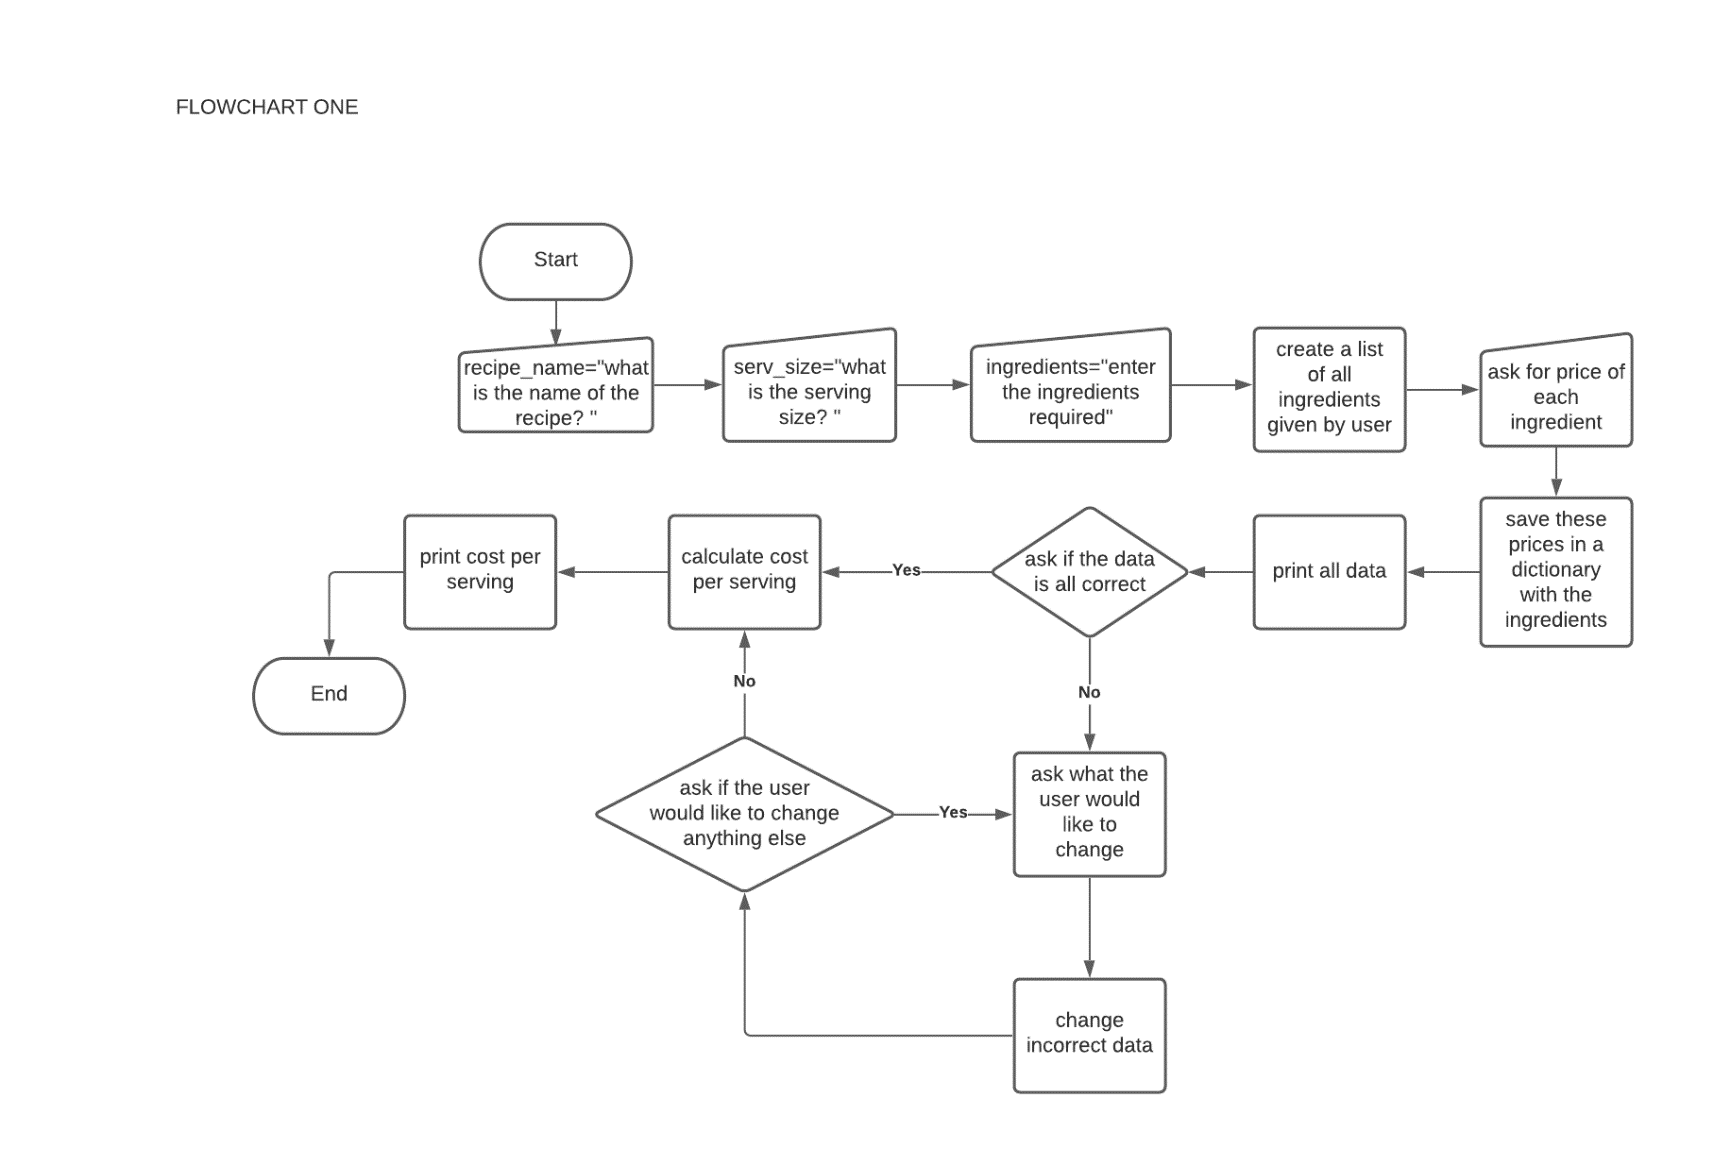 FLOWCHART ONE
Start
recipe_name="what
is the name of the
recipe? "
serv_size="what
is the serving
size? "
ingredients="enter
the ingredients
required"
create a list
of all
ingredients
given by user
ask for price of
each
ingredient
save these
prices in a
dictionary
with the
ingredients
print all data
ask if the data
is all correct
Yes
calculate cost
per serving
print cost per
serving
End
No
ask what the
user would
like to
change
change
incorrect data
ask if the user
would like to change
anything else
Yes
No